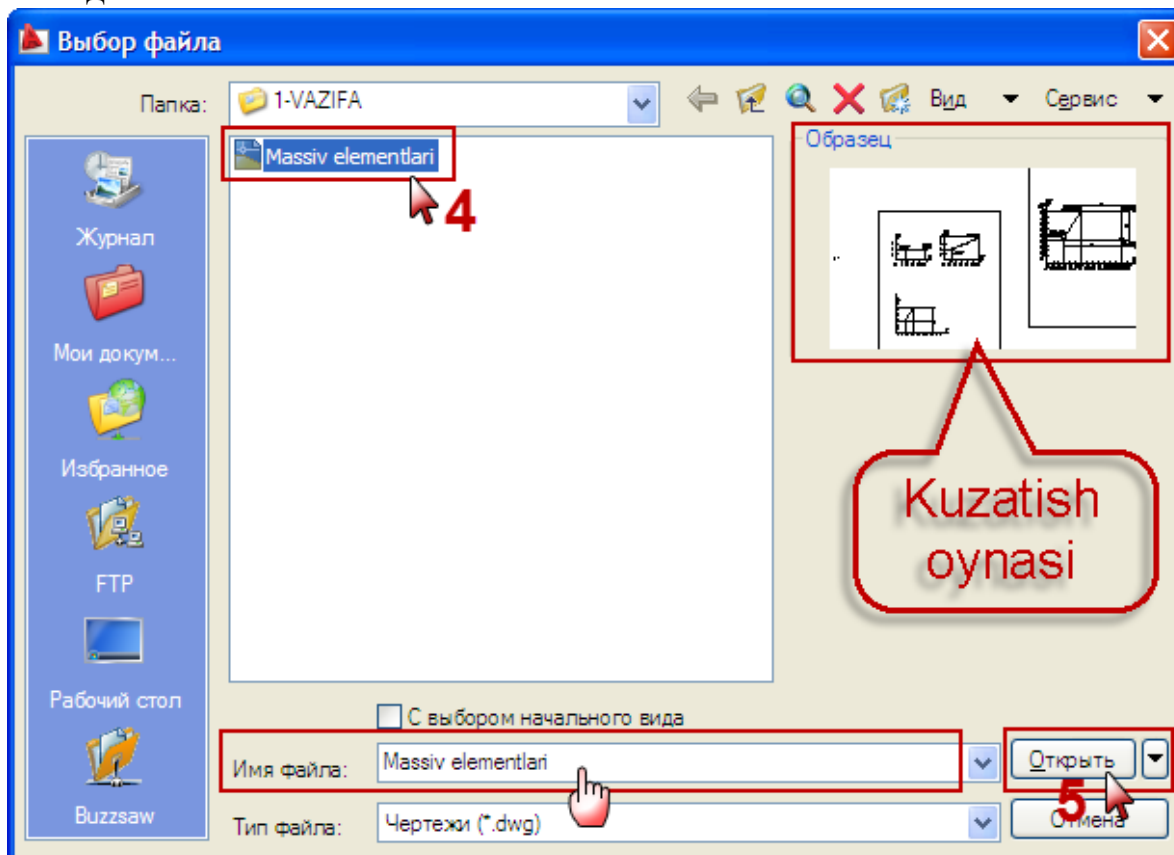 Выбор файла
Папка: 1-VAZIFA Вид Сервис
Massiv elementlari
4
Образец
Журнал
Мои докум...
Избранное
FTP
Рабочий стол
Buzzsaw
Kuzatish
oynasi
С выбором начального вида
Имя файла: Massiv elementlari Открыть
5
Тип файла: Чертежи (*.dwg) Отмена